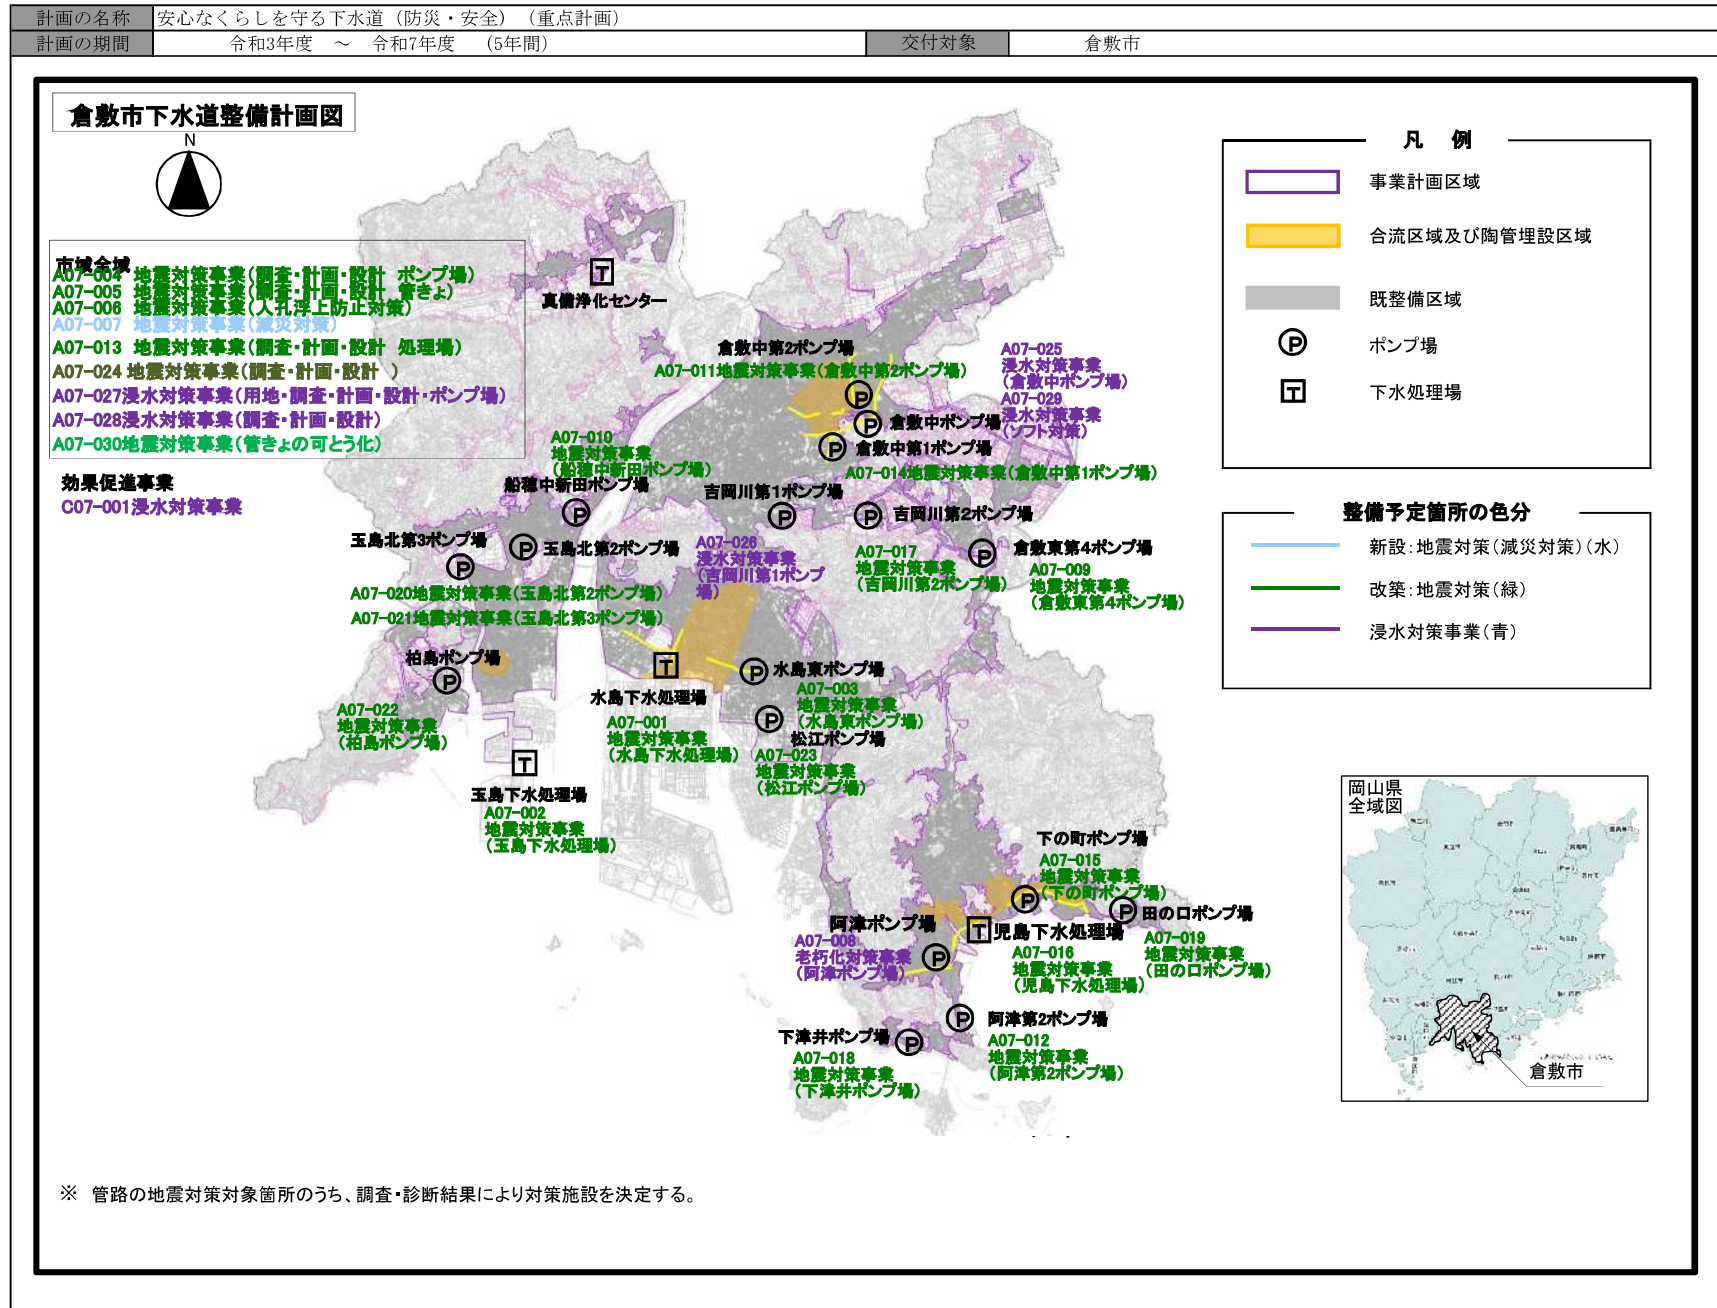 計画の名称 安心なくらしを守る下水道（防災・安全）（重点計画）
計画の期間 令和3年度 ～ 令和7年度 （5年間） 交付対象 倉敷市
倉敷市下水道整備計画図
N
市域全域
A07-004 地震対策事業(調査・計画・設計 ポンプ場)
A07-005 地震対策事業(調査・計画・設計 管きょ)
A07-006 地震対策事業(人孔浮上防止対策)
A07-007 地震対策事業(減災対策)
A07-013 地震対策事業(調査・計画・設計 処理場)
A07-024 地震対策事業(調査・計画・設計 )
A07-027浸水対策事業(用地・調査・計画・設計・ポンプ場)
A07-028浸水対策事業(調査・計画・設計)
A07-030地震対策事業(管きょの可とう化)
効果促進事業
C07-001浸水対策事業
真備浄化センター
倉敷中第2ポンプ場
A07-011地震対策事業(倉敷中第2ポンプ場)
A07-025
浸水対策事業
(倉敷中ポンプ場)
A07-029
浸水対策事業
(ソフト対策)
倉敷中ポンプ場
倉敷中第1ポンプ場
A07-014地震対策事業(倉敷中第1ポンプ場)
A07-010
地震対策事業
(船穂中新田ポンプ場)
船穂中新田ポンプ場
吉岡川第1ポンプ場
吉岡川第2ポンプ場
玉島北第3ポンプ場
玉島北第2ポンプ場
A07-026
浸水対策事業
(吉岡川第1ポンプ
場)
A07-017
地震対策事業
(吉岡川第2ポンプ場)
倉敷東第4ポンプ場
A07-009
地震対策事業
(倉敷東第4ポンプ場)
A07-020地震対策事業(玉島北第2ポンプ場)
A07-021地震対策事業(玉島北第3ポンプ場)
柏島ポンプ場
A07-022
地震対策事業
(柏島ポンプ場)
水島下水処理場
A07-001
地震対策事業
(水島下水処理場)
水島東ポンプ場
A07-003
地震対策事業
(水島東ポンプ場)
松江ポンプ場
A07-023
地震対策事業
(松江ポンプ場)
玉島下水処理場
A07-002
地震対策事業
(玉島下水処理場)
下の町ポンプ場
A07-015
地震対策事業
(下の町ポンプ場)
田の口ポンプ場
A07-019
地震対策事業
(田の口ポンプ場)
阿津ポンプ場
A07-008
老朽化対策事業
(阿津ポンプ場)
児島下水処理場
A07-016
地震対策事業
(児島下水処理場)
阿津第2ポンプ場
A07-012
地震対策事業
(阿津第2ポンプ場)
下津井ポンプ場
A07-018
地震対策事業
(下津井ポンプ場)
凡 例
事業計画区域
合流区域及び陶管埋設区域
既整備区域
P ポンプ場
T 下水処理場
整備予定箇所の色分
新設:地震対策(減災対策)(水)
改築:地震対策(緑)
浸水対策事業(青)
岡山県
全域図
倉敷市
※ 管路の地震対策対象箇所のうち、調査・診断結果により対策施設を決定する。